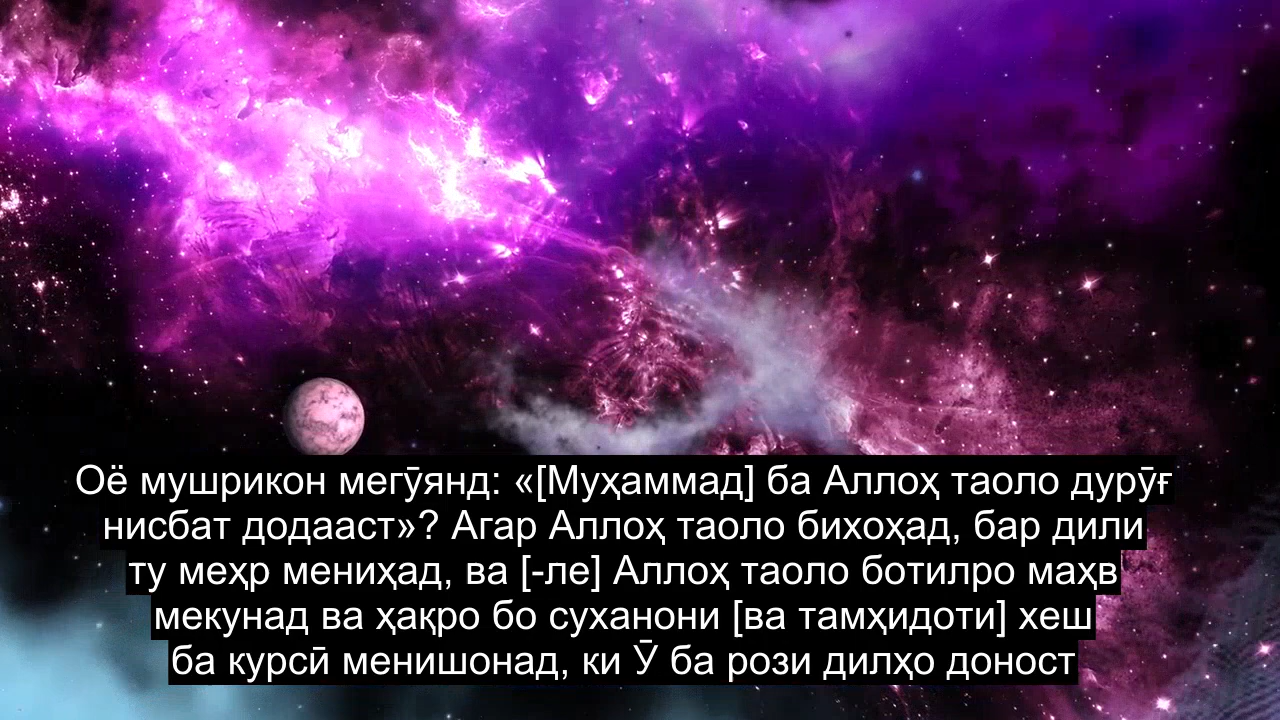 Оё мушрикон мегӯянд: «[Муҳаммад] ба Аллоҳ таоло дурӯғ
нисбат додааст»? Агар Аллоҳ таоло бихоҳад, бар дили
ту меҳр мениҳад, ва [-ле] Аллоҳ таоло ботилро маҳв
мекунад ва ҳақро бо суханони [ва тамҳидоти] хеш
ба курсӣ менишонад, ки Ӯ ба рози дилҳо доност